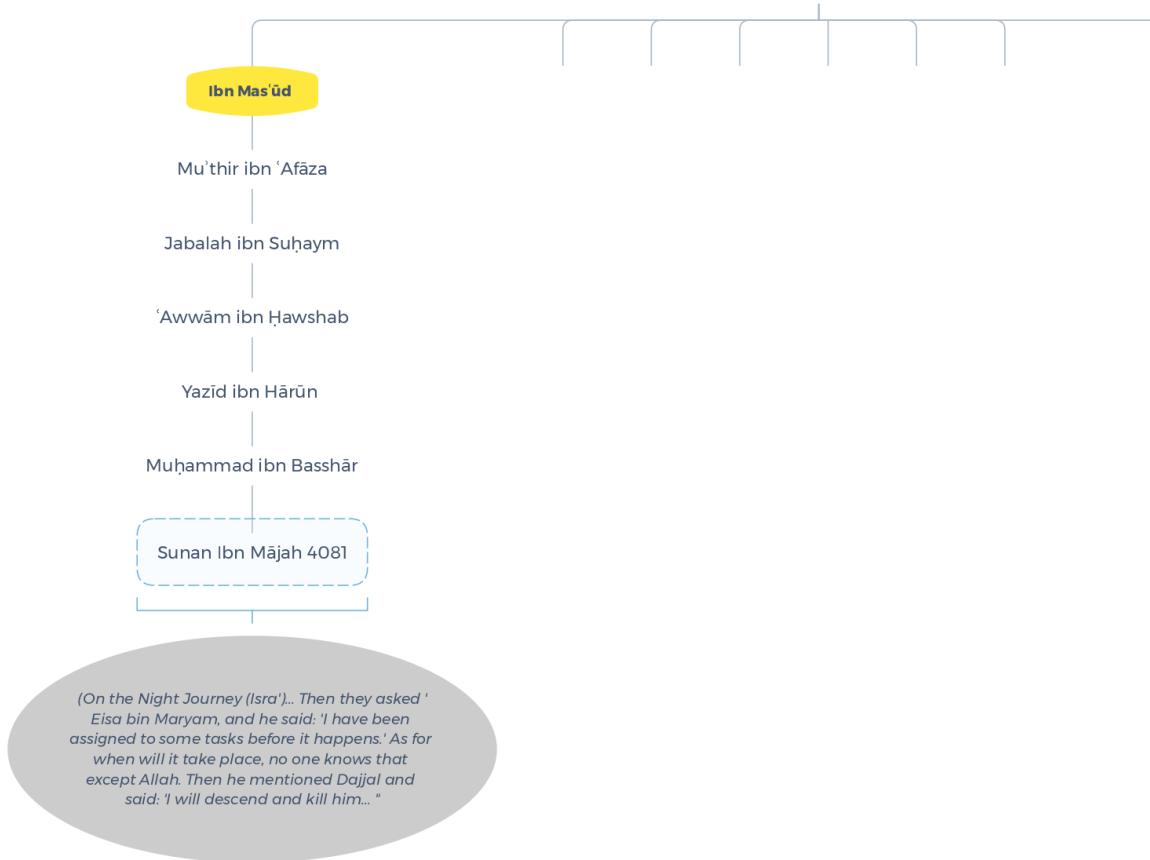 Ibn Mas'ūd
Muʾthir ibn ʿAfāza
Jabalah ibn Suḥaym
ʿAwwām ibn Ḥawshab
Yazīd ibn Hārūn
Muḥammad ibn Basshār
Sunan Ibn Mājah 4081
(On the Night Journey (Isra')... Then they asked '
Eisa bin Maryam, and he said: 'I have been
assigned to some tasks before it happens.' As for
when will it take place, no one knows that
except Allah. Then he mentioned Dajjal and
said: 'I will descend and kill him... "